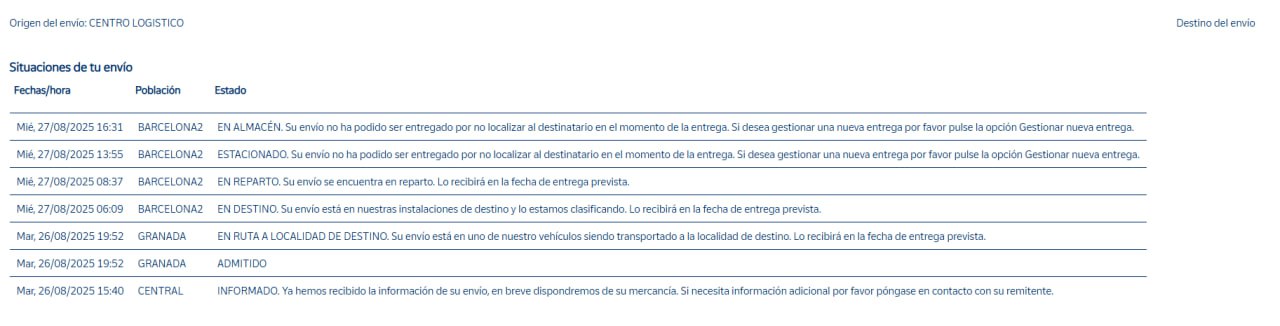 Origen del envío: CENTRO LOGISTICO Destino del envío
Situaciones de tu envío
Fechas/hora Población Estado
Mié, 27/08/2025 16:31 BARCELONA2 EN ALMACÉN. Su envío no ha podido ser entregado por no localizar al destinatario en el momento de la entrega. Si desea gestionar una nueva entrega por favor pulse la opción Gestionar nueva entrega.
Mié, 27/08/2025 13:55 BARCELONA2 ESTACIONADO. Su envío no ha podido ser entregado por no localizar al destinatario en el momento de la entrega. Si desea gestionar una nueva entrega por favor pulse la opción Gestionar nueva entrega.
Mié, 27/08/2025 08:37 BARCELONA2 EN REPARTO. Su envío se encuentra en reparto. Lo recibirá en la fecha de entrega prevista.
Mié, 27/08/2025 06:09 BARCELONA2 EN DESTINO. Su envío está en nuestras instalaciones de destino y lo estamos clasificando. Lo recibirá en la fecha de entrega prevista.
Mar, 26/08/2025 19:52 GRANADA EN RUTA A LOCALIDAD DE DESTINO. Su envío está en uno de nuestro vehículos siendo transportado a la localidad de destino. Lo recibirá en la fecha de entrega prevista.
Mar, 26/08/2025 19:52 GRANADA ADMITIDO
Mar, 26/08/2025 15:40 CENTRAL INFORMADO. Ya hemos recibido la información de su envío, en breve dispondremos de su mercancía. Si necesita información adicional por favor póngase en contacto con su remitente.